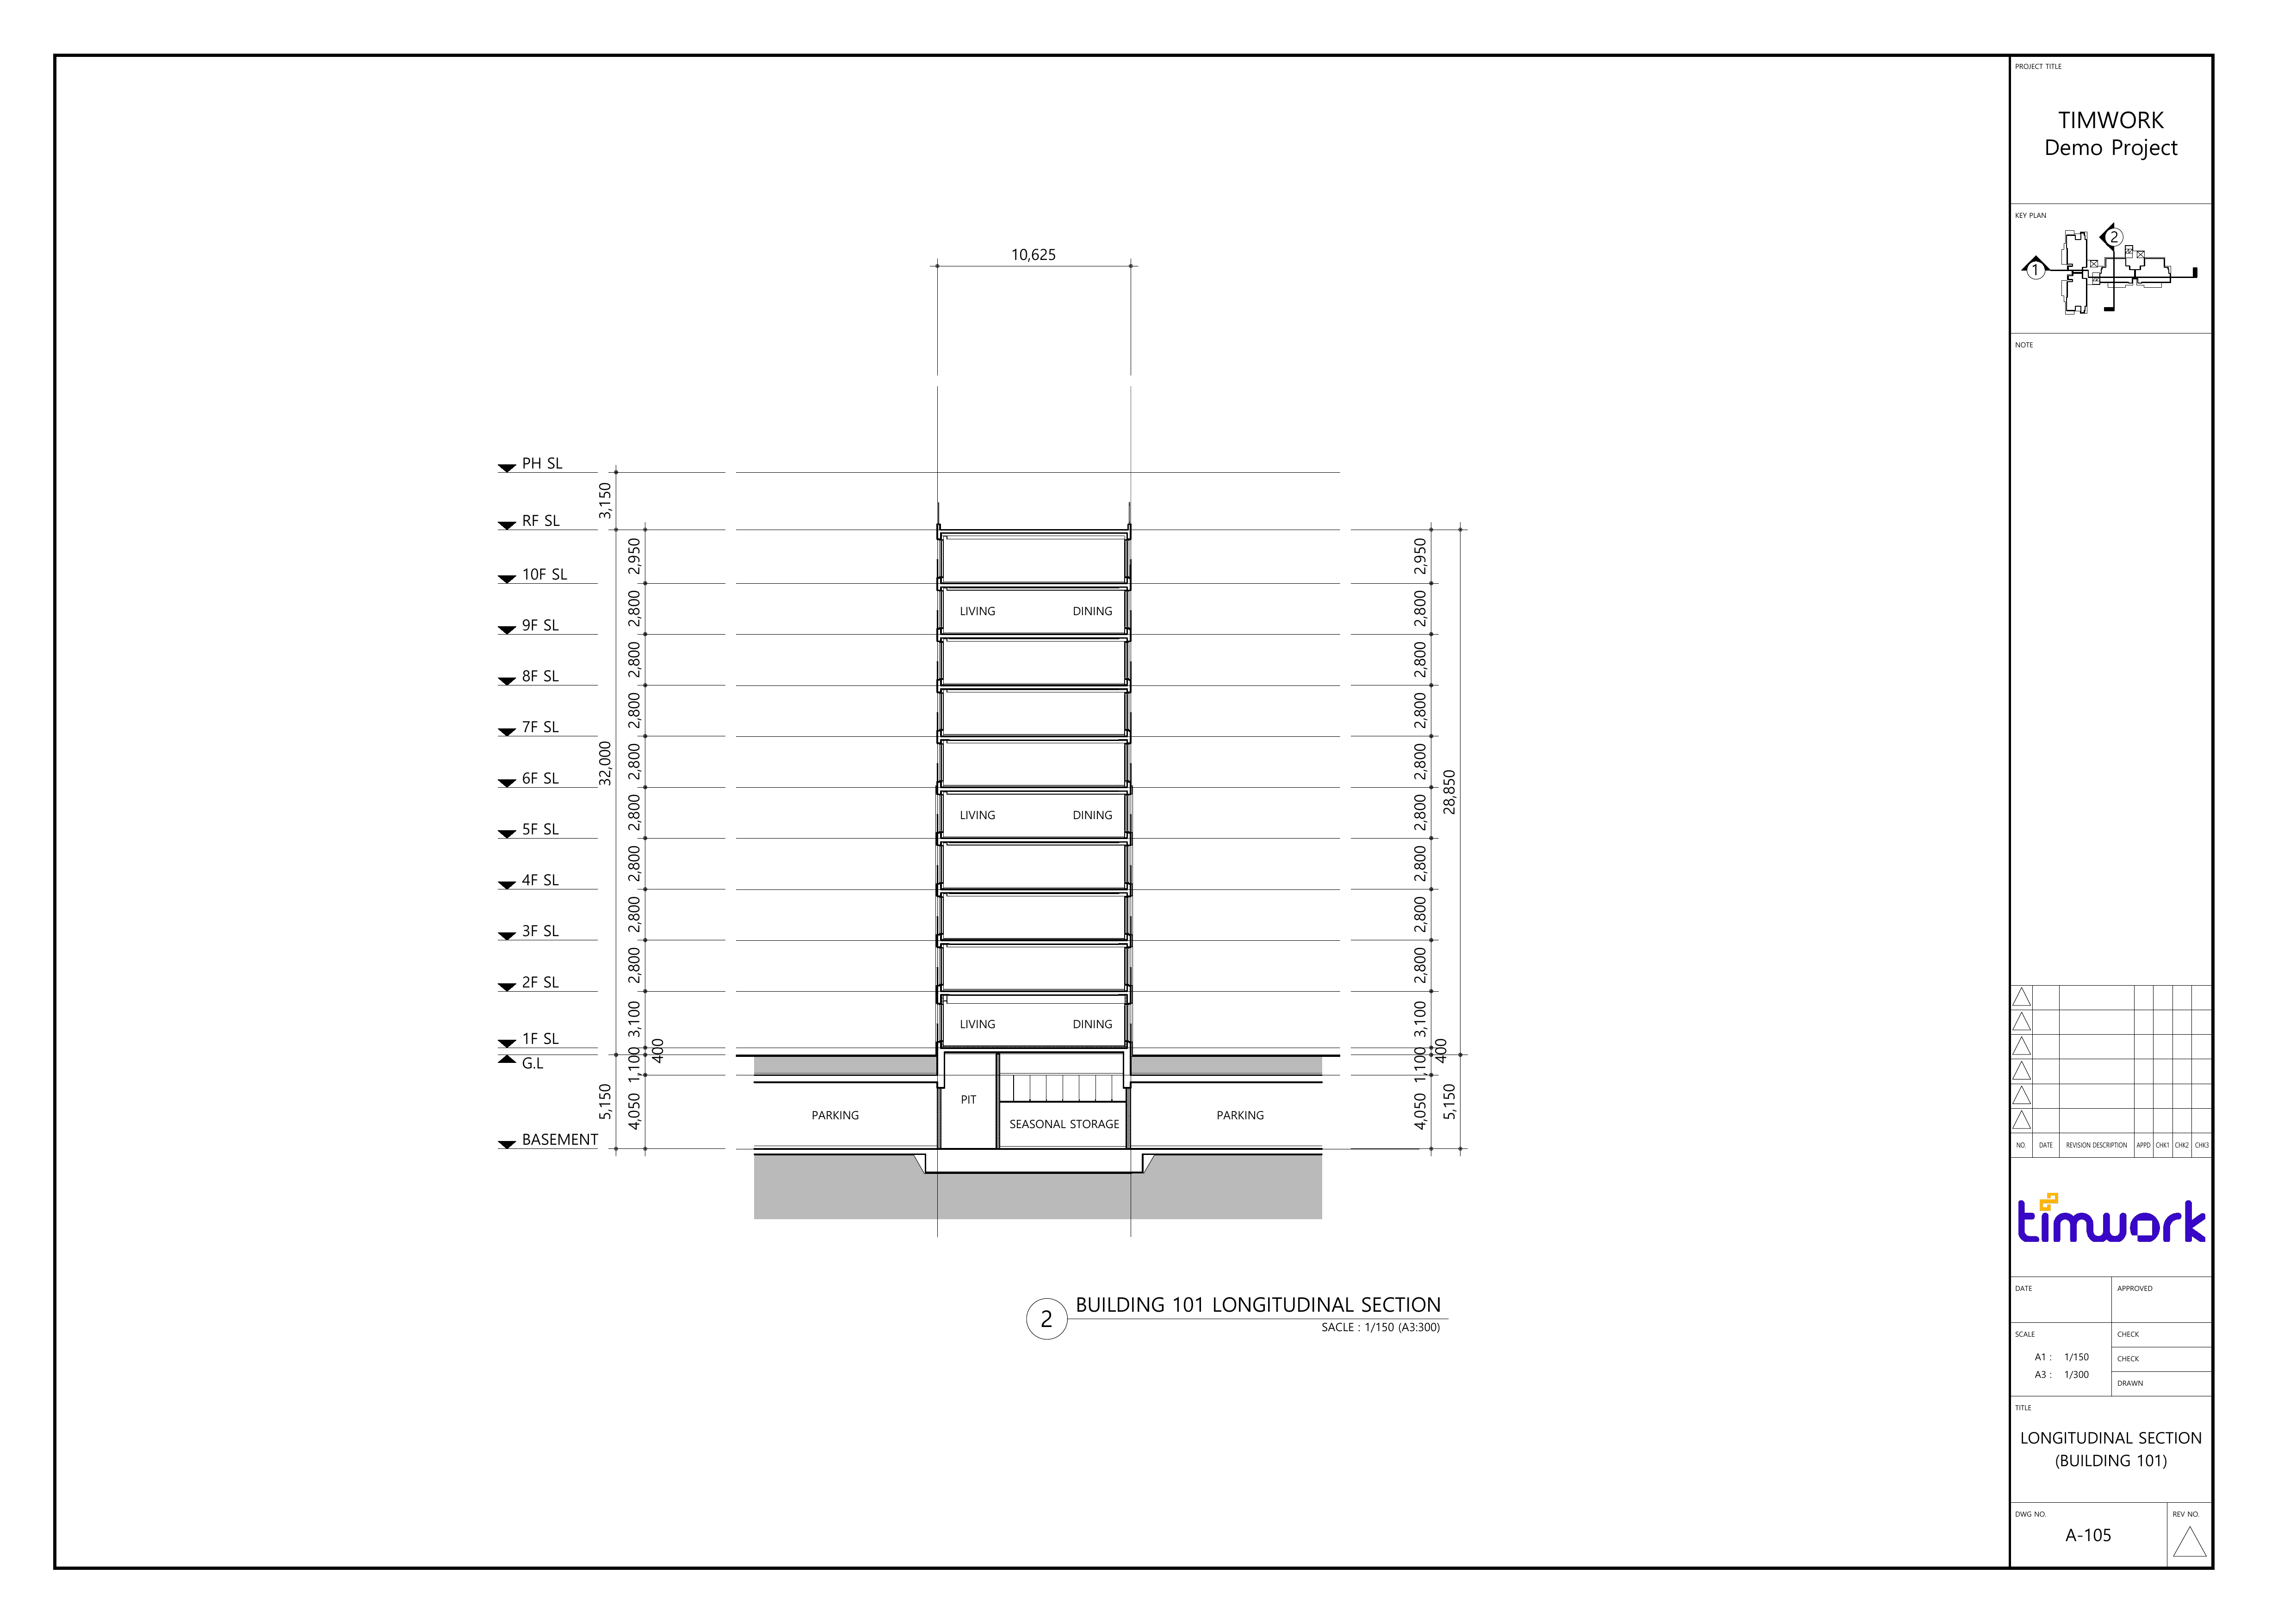 10,625
PH SL
3,150
RF SL
2,950
2,950
10F SL
2,800
2,800
LIVING
DINING
9F SL
2,800
2,800
8F SL
2,800
2,800
7F SL
32,000
2,800
2,800
6F SL
28,850
2,800
2,800
LIVING
DINING
5F SL
2,800
2,800
4F SL
2,800
2,800
3F SL
2,800
2,800
2F SL
3,100
3,100
LIVING
DINING
1F SL
400
400
G.L
1,100
1,100
5,150
4,050
PARKING
PIT
SEASONAL STORAGE
PARKING
4,050
5,150
BASEMENT
2
BUILDING 101 LONGITUDINAL SECTION
SACLE : 1/150 (A3:300)
PROJECT TITLE
TIMWORK
Demo Project
KEY PLAN
2
1
NOTE
NO. DATE REVISION DESCRIPTION APPD CHK1 CHK2 CHK3
timwork
DATE
APPROVED
SCALE
A1 : 1/150
A3 : 1/300
CHECK
CHECK
DRAWN
TITLE
LONGITUDINAL SECTION
(BUILDING 101)
DWG NO.
A-105
REV NO.